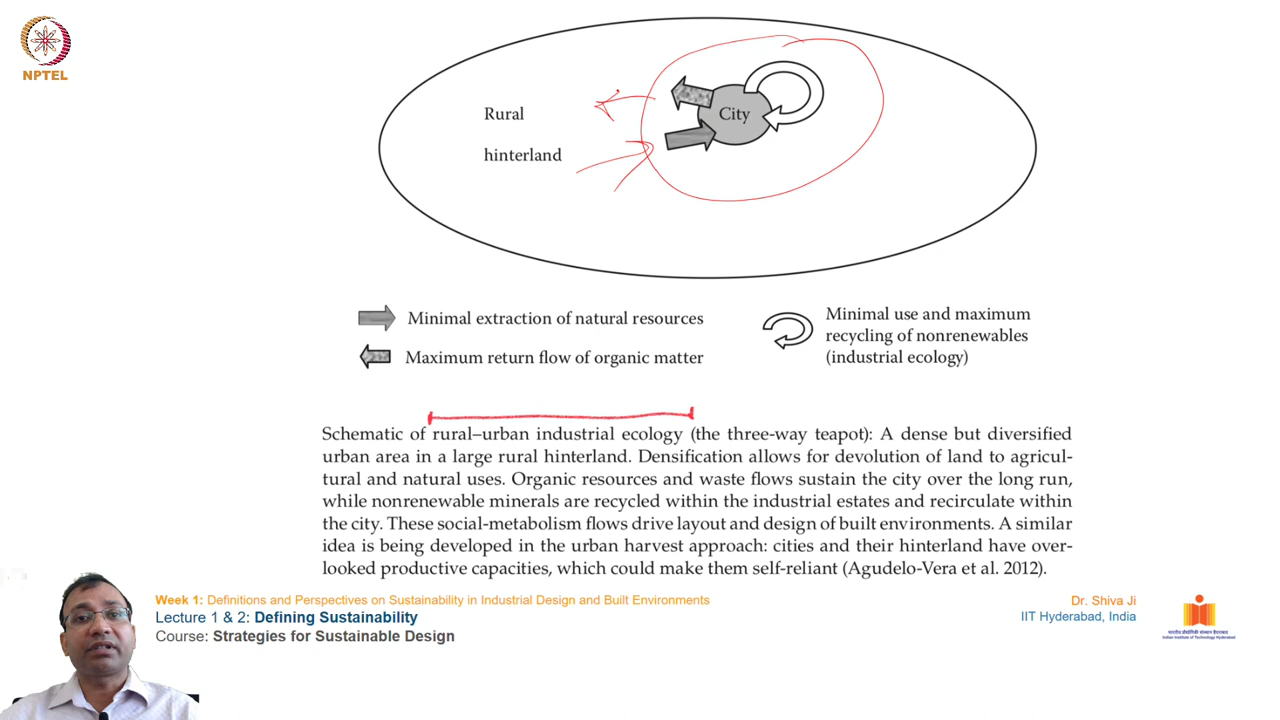 NPTEL
Rural
City
hinterland
Minimal extraction of natural resources
Maximum return flow of organic matter
Minimal use and maximum
recycling of nonrenewables
(industrial ecology)
Schematic of rural–urban industrial ecology (the three-way teapot): A dense but diversified
urban area in a large rural hinterland. Densification allows for devolution of land to agricul-
tural and natural uses. Organic resources and waste flows sustain the city over the long run,
while nonrenewable minerals are recycled within the industrial estates and recirculate within
the city. These social-metabolism flows drive layout and design of built environments. A similar
idea is being developed in the urban harvest approach: cities and their hinterland have over-
looked productive capacities, which could make them self-reliant (Agudelo-Vera et al. 2012).
Week 1: Definitions and Perspectives on Sustainability in Industrial Design and Built Environments
Lecture 1 & 2: Defining Sustainability
Course: Strategies for Sustainable Design
Dr. Shiva Ji
IIT Hyderabad, India
भारतीय प्रौद्योगिकी संस्थान हैदराबाद
Indian Institute of Technology Hyderabad